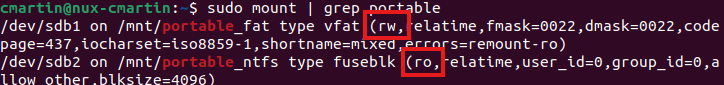 cmartin@nux-cmartin:~$ sudo mount | grep portable
/dev/sdb1 on /mnt/portable_fat type vfat (rw,relatime,fmask=0022,dmask=0022,code
page=437,iocharset=iso8859-1,shortname=mixed,errors=remount-ro)
/dev/sdb2 on /mnt/portable_ntfs type fuseblk (ro,relatime,user_id=0,group_id=0,a
llow_other,blksize=4096)